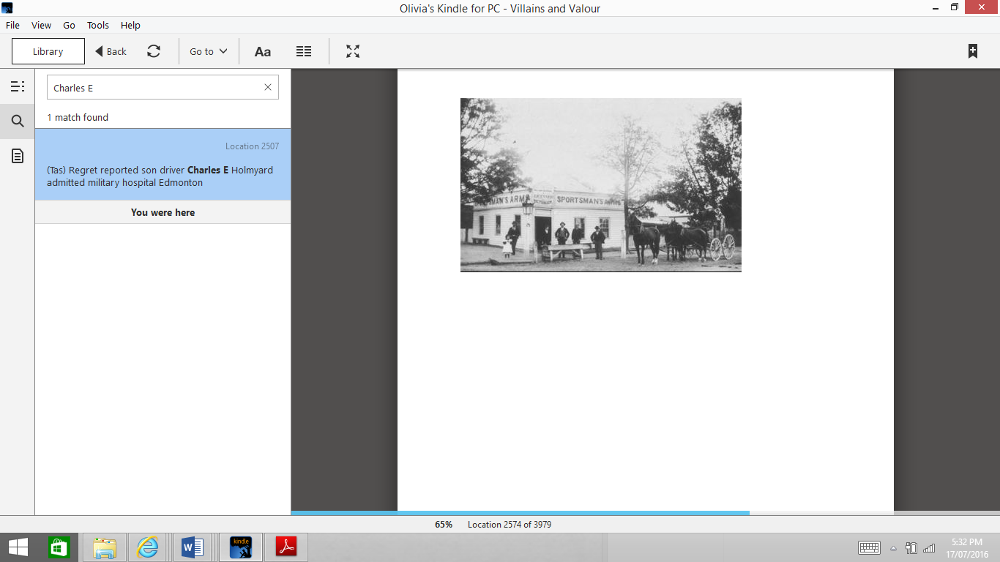 Olivia's Kindle for PC - Villains and Valour
File View Go Tools Help
Library Back Go to Aa
Charles E
1 match found
Location 2507
(Tas) Regret reported son driver Charles E Holmyard
admitted military hospital Edmonton
You were here
SPORTSMAN'S ARMS
65% Location 2574 of 3979
kindle
5:32 PM
17/07/2016